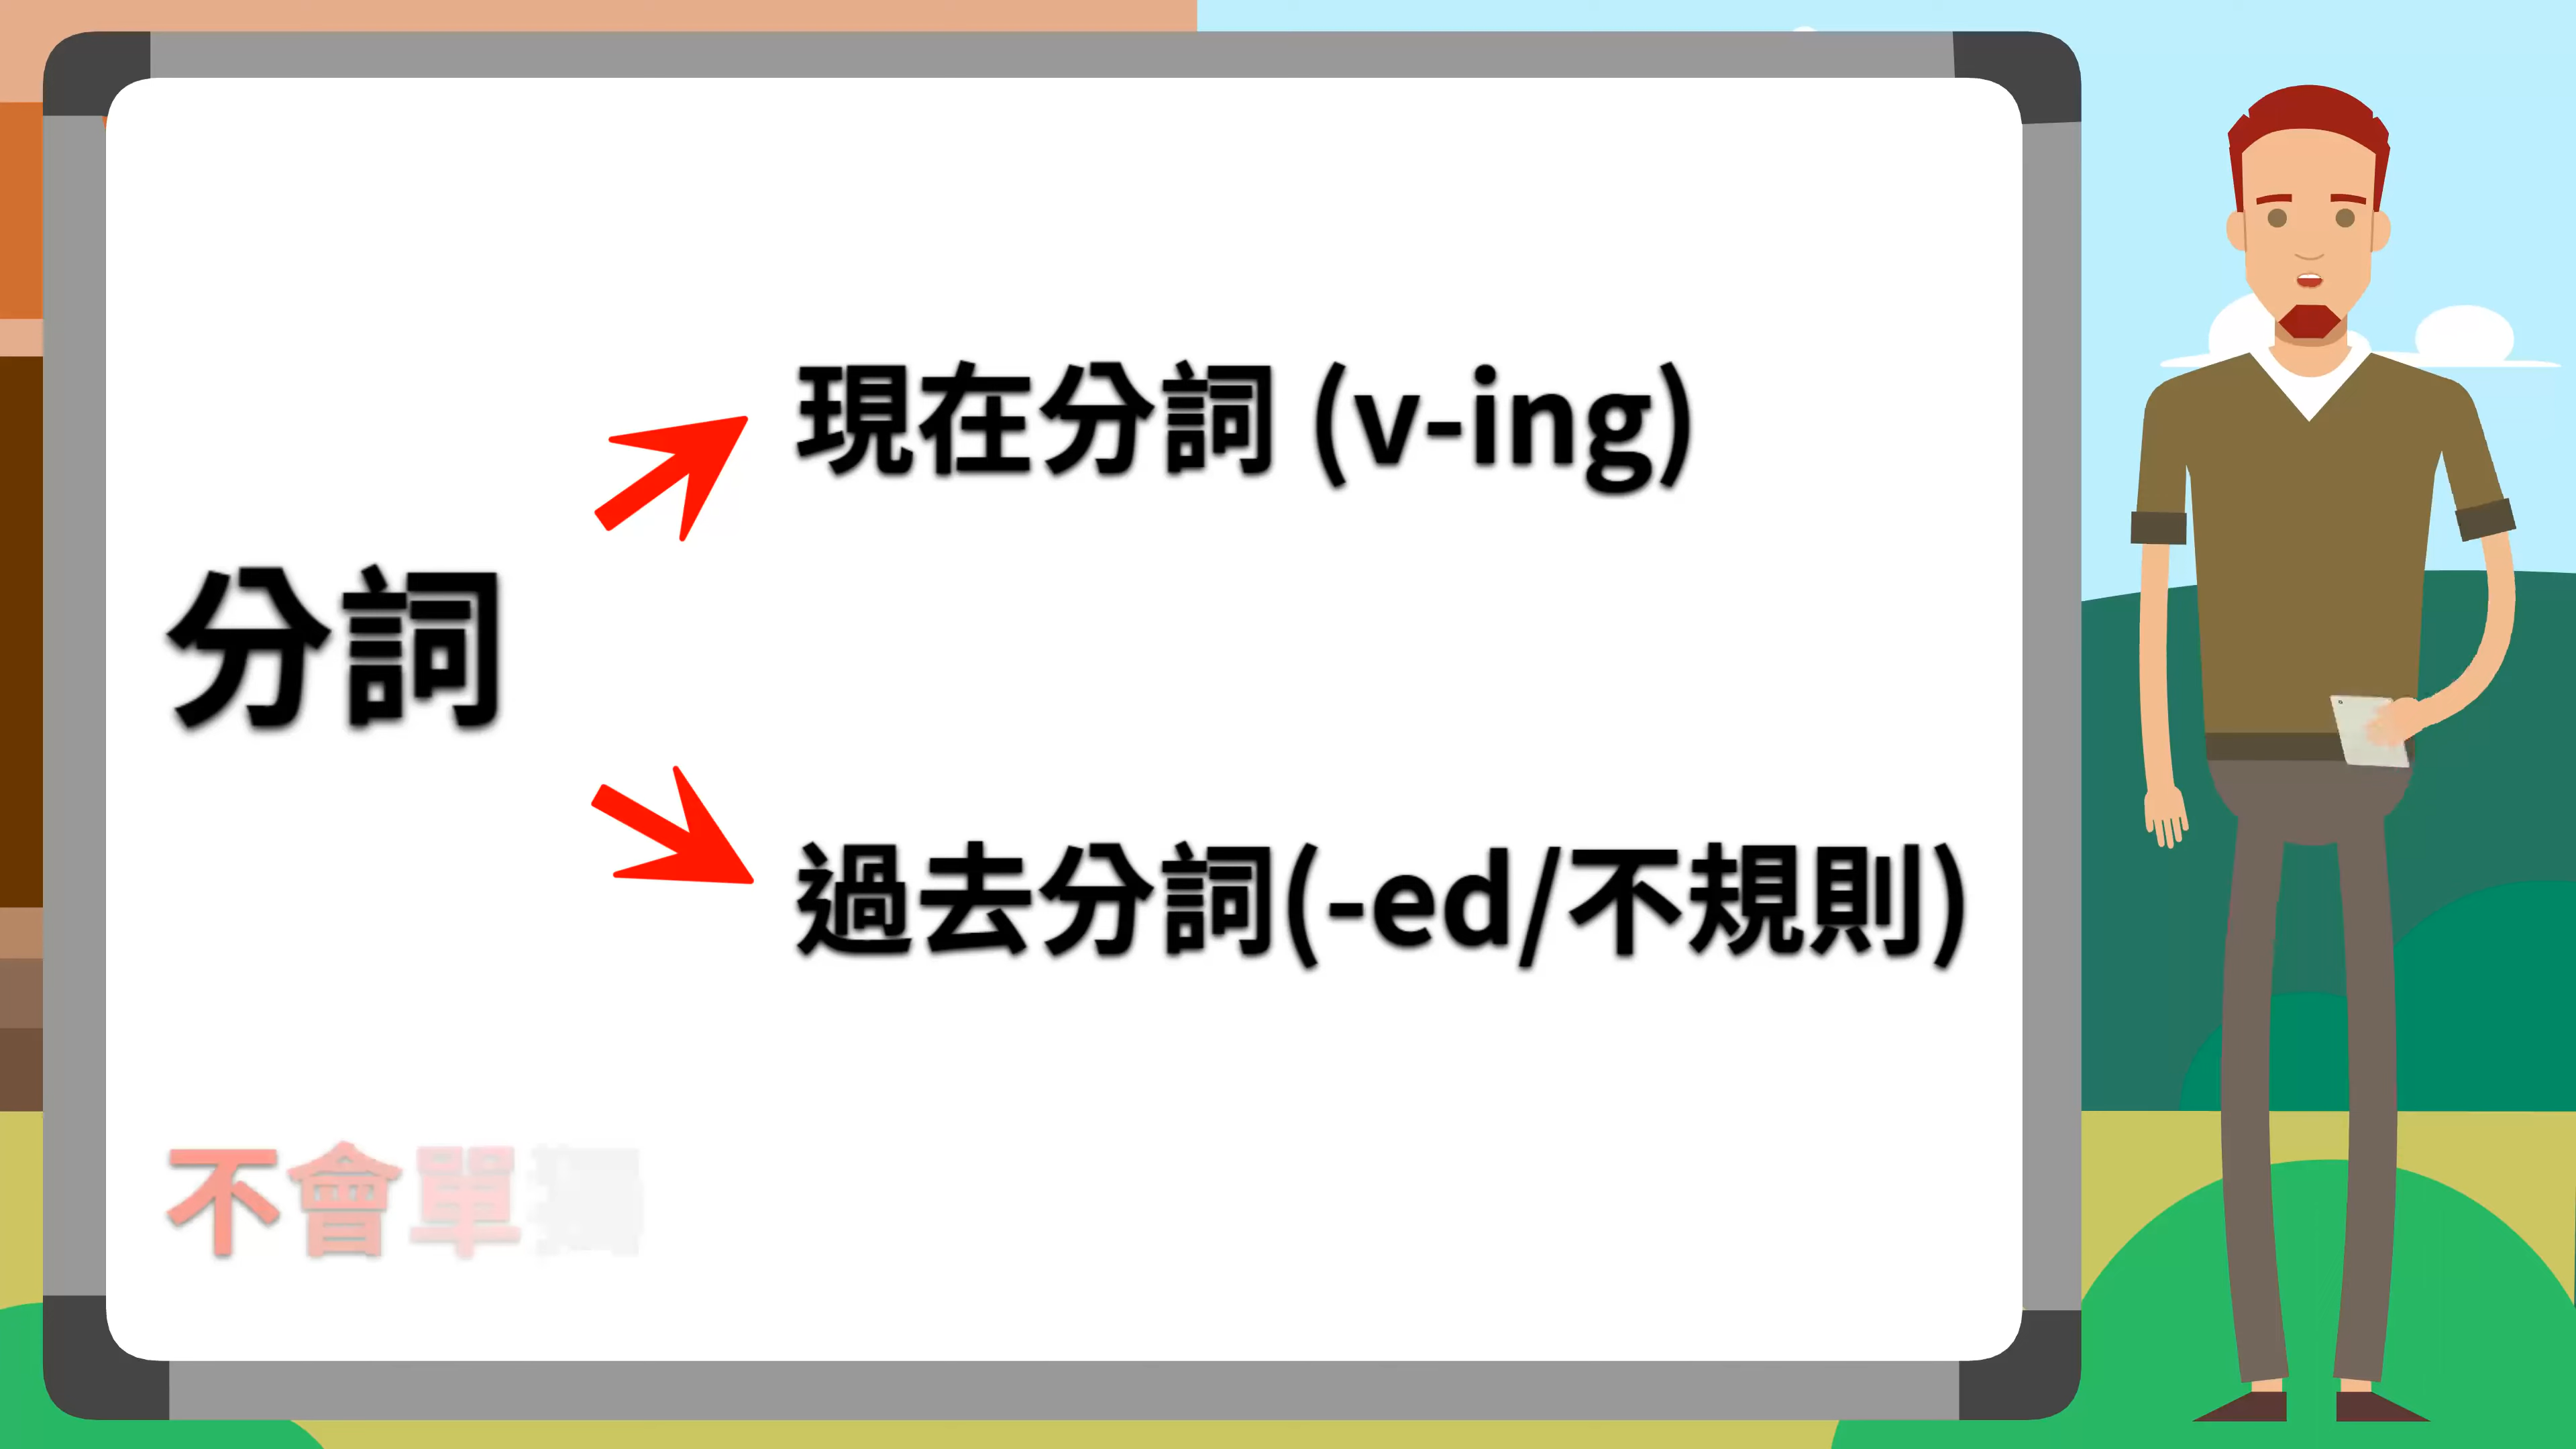 現在分詞 (v-ing)
分詞
過去分詞(-ed/不規則)
不會單